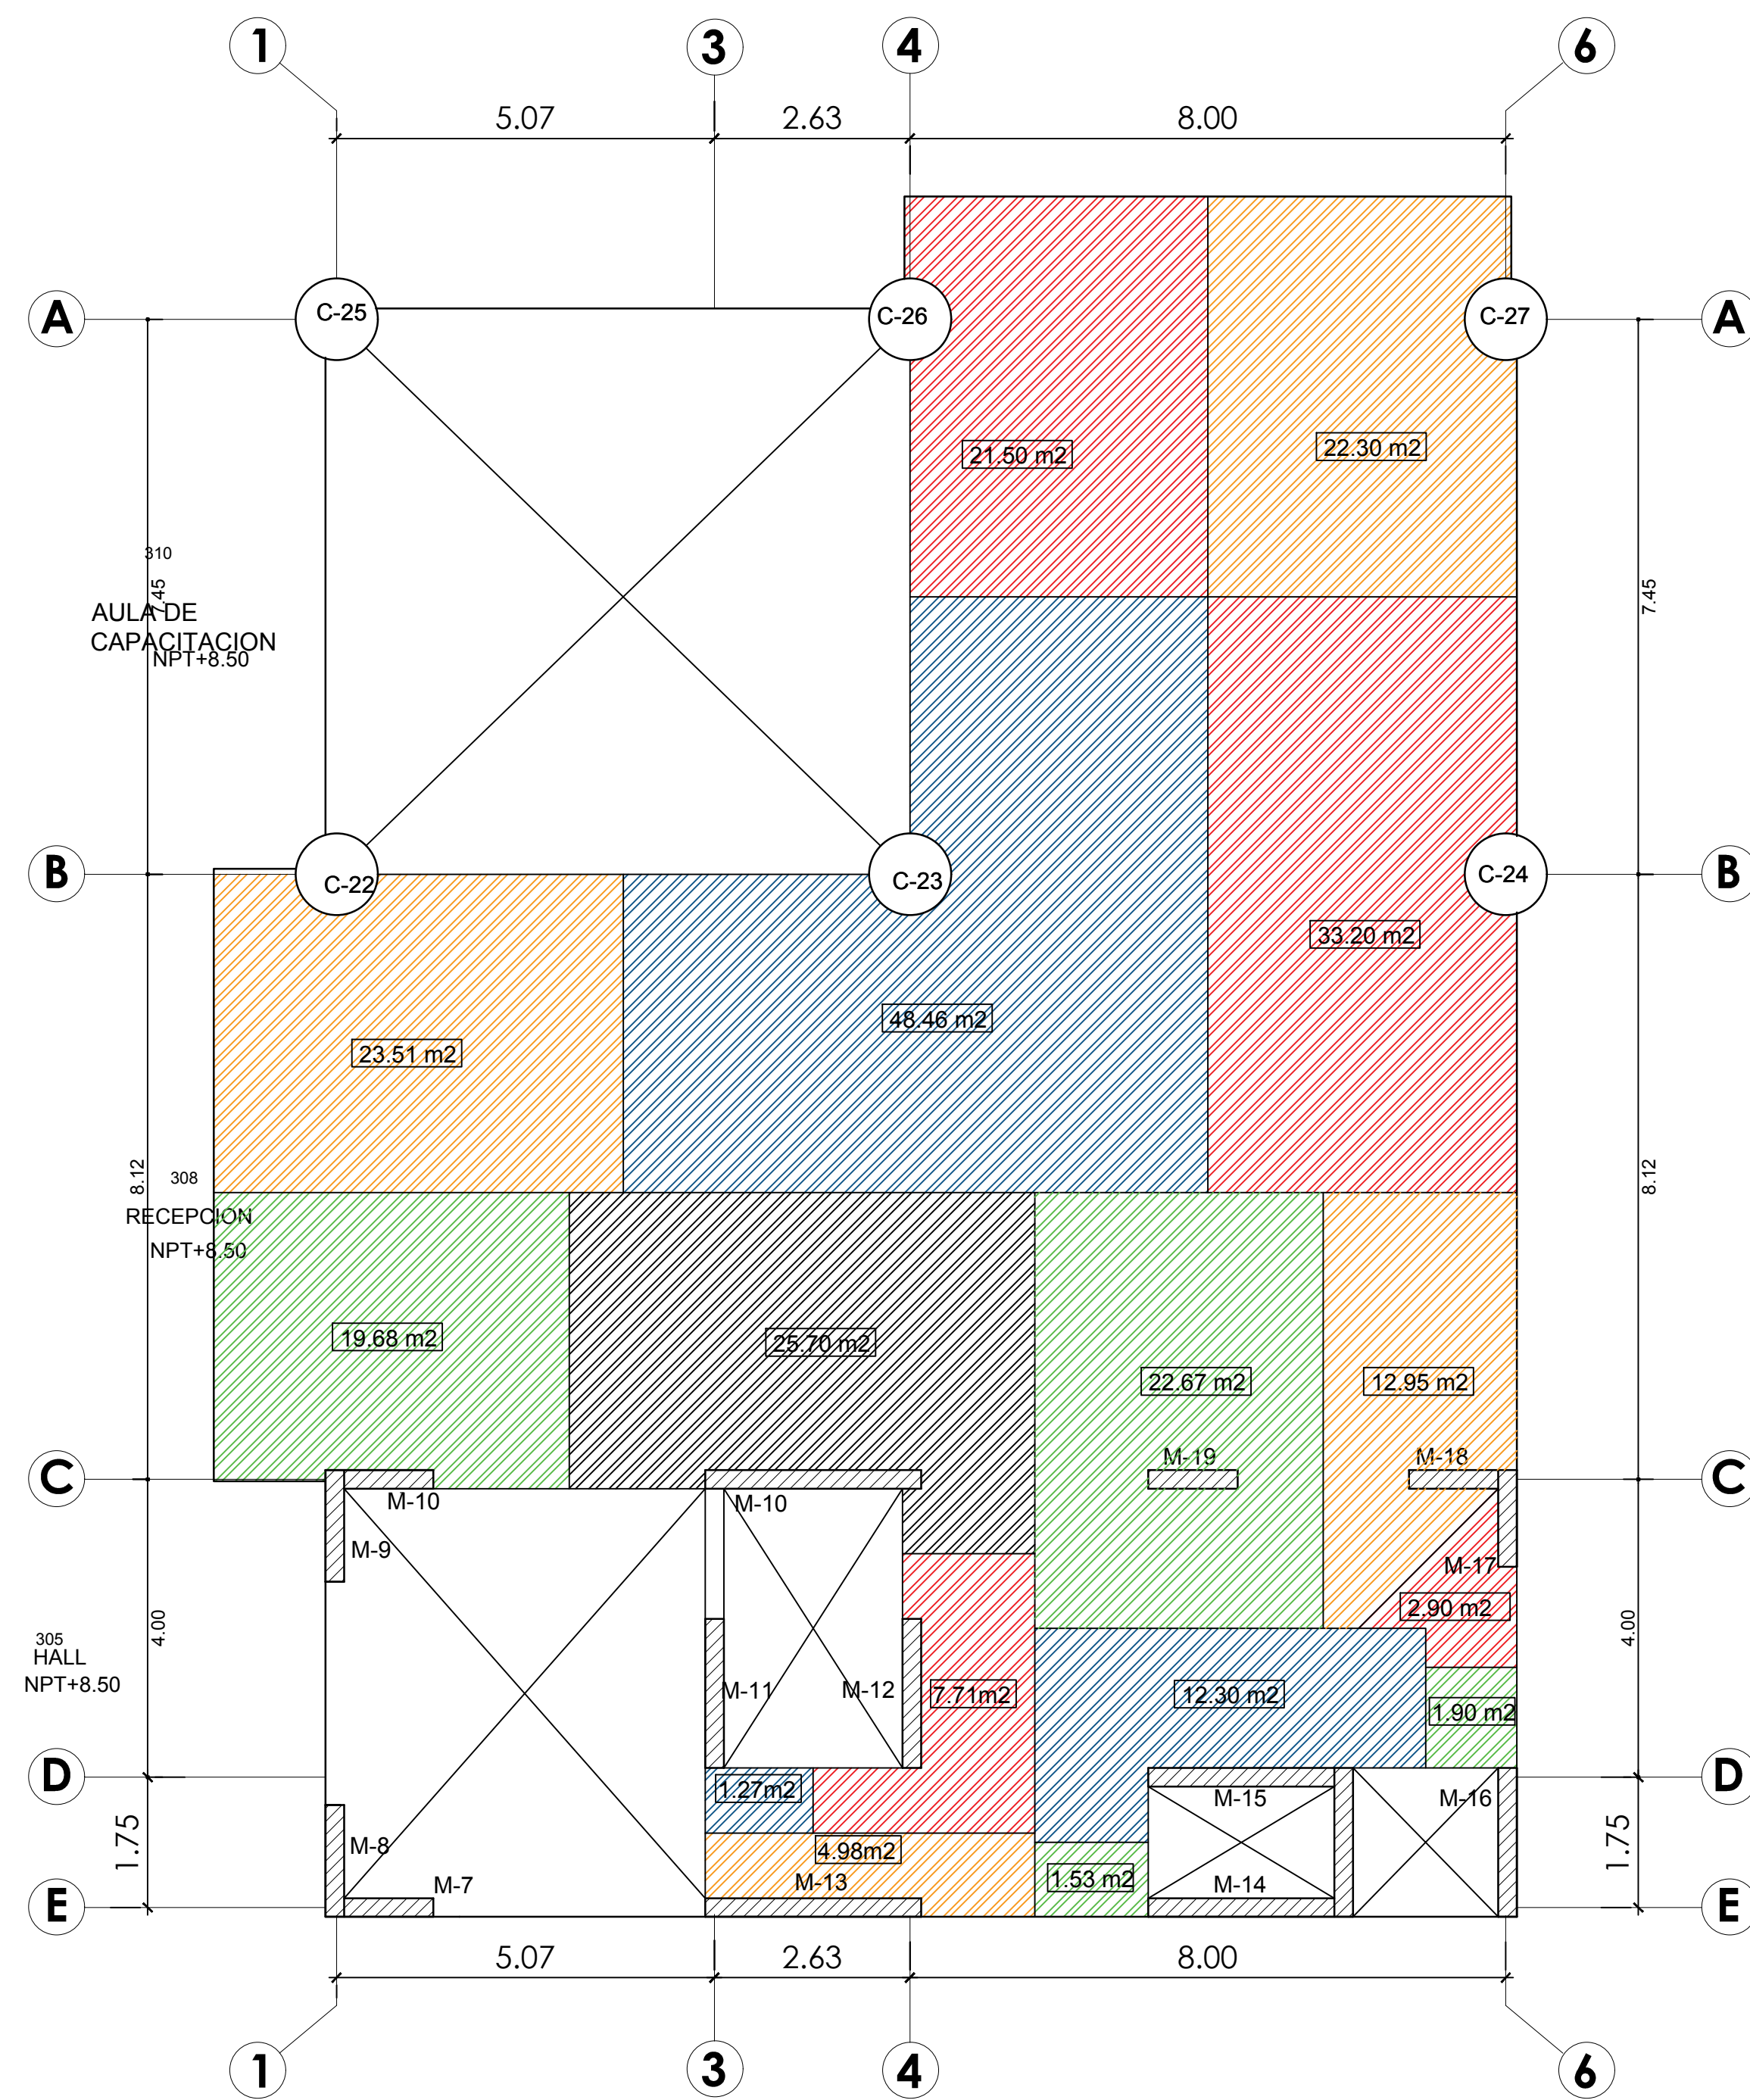 1 3 4 6
5.07 2.63 8.00
A C-25 C-26 C-27 A
21.50 m2 22.30 m2
310
7.45 7.45
AULA DE
CAPACITACION
NPT+8.50
B C-22 C-23 C-24 B
33.20 m2
48.46 m2
23.51 m2
8.12 308 8.12
RECEPCION
NPT+8.50
19.68 m2 25.70 m2
22.67 m2 12.95 m2
M-19 M-18
C C
M-10 M-10
M-9
M-17
2.90 m2
4.00 4.00
305
HALL
NPT+8.50
M-11 M-12 7.71m2 12.30 m2
1.90 m2
D D
1.27m2
M-15 M-16
1.75 1.75
M-8 4.98m2
M-7 M-13 1.53 m2 M-14
E E
5.07 2.63 8.00
1 3 4 6